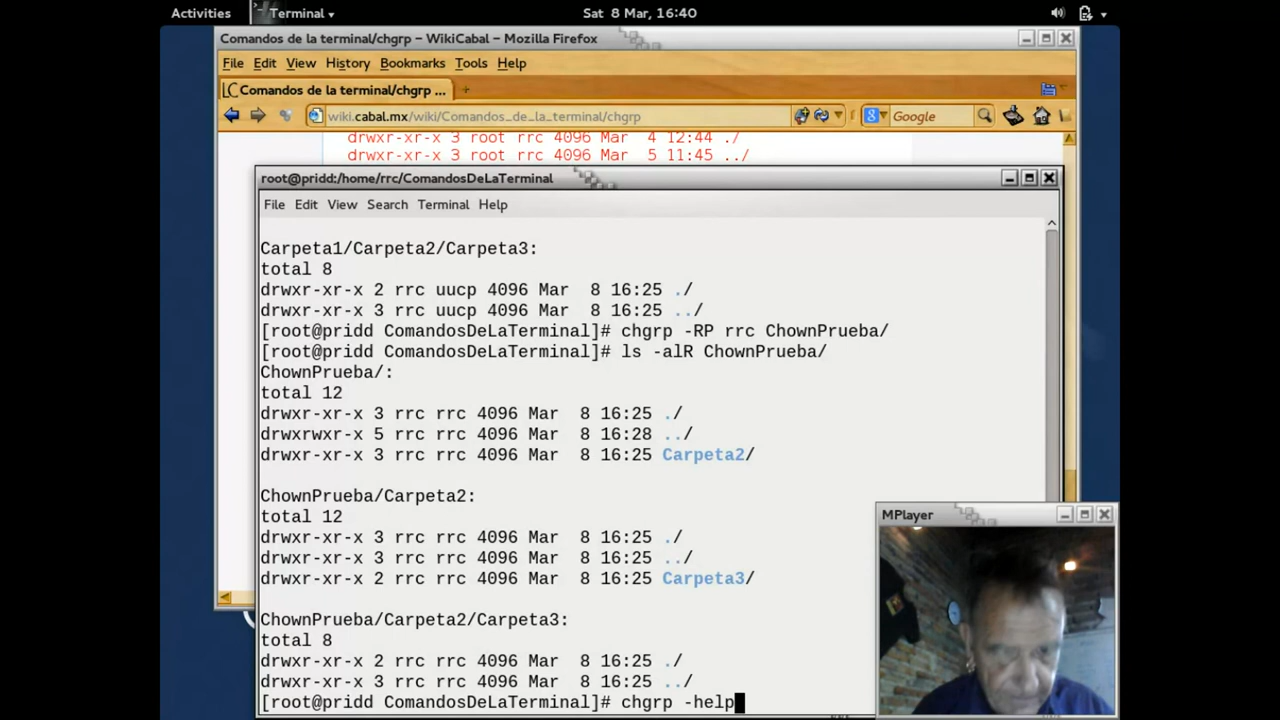 Activities
Terminal
Sat 8 Mar, 16:40
Comandos de la terminal/chgrp – WikiCabal – Mozilla Firefox
File Edit View History Bookmarks Tools Help
Comandos de la terminal/chgrp ...
wiki.cabal.mx/wiki/Comandos_de_la_terminal/chgrp
Google
drwxr-xr-x 3 root rrc 4096 Mar 4 12:44 ./
drwxr-xr-x 3 root rrc 4096 Mar 5 11:45 ../
root@pridd:/home/rrc/ComandosDeLaTerminal
File Edit View Search Terminal Help
Carpeta1/Carpeta2/Carpeta3:
total 8
drwxr-xr-x 2 rrc uucp 4096 Mar  8 16:25 ./
drwxr-xr-x 3 rrc uucp 4096 Mar  8 16:25 ../
[root@pridd ComandosDeLaTerminal]# chgrp -RP rrc ChownPrueba/
[root@pridd ComandosDeLaTerminal]# ls -alR ChownPrueba/
ChownPrueba/:
total 12
drwxr-xr-x 3 rrc rrc 4096 Mar  8 16:25 ./
drwxrwxr-x 5 rrc rrc 4096 Mar  8 16:28 ../
drwxr-xr-x 3 rrc rrc 4096 Mar  8 16:25 Carpeta2/
ChownPrueba/Carpeta2:
total 12
drwxr-xr-x 3 rrc rrc 4096 Mar  8 16:25 ./
drwxr-xr-x 3 rrc rrc 4096 Mar  8 16:25 ../
drwxr-xr-x 2 rrc rrc 4096 Mar  8 16:25 Carpeta3/
ChownPrueba/Carpeta2/Carpeta3:
total 8
drwxr-xr-x 2 rrc rrc 4096 Mar  8 16:25 ./
drwxr-xr-x 3 rrc rrc 4096 Mar  8 16:25 ../
[root@pridd ComandosDeLaTerminal]# chgrp -help
MPlayer